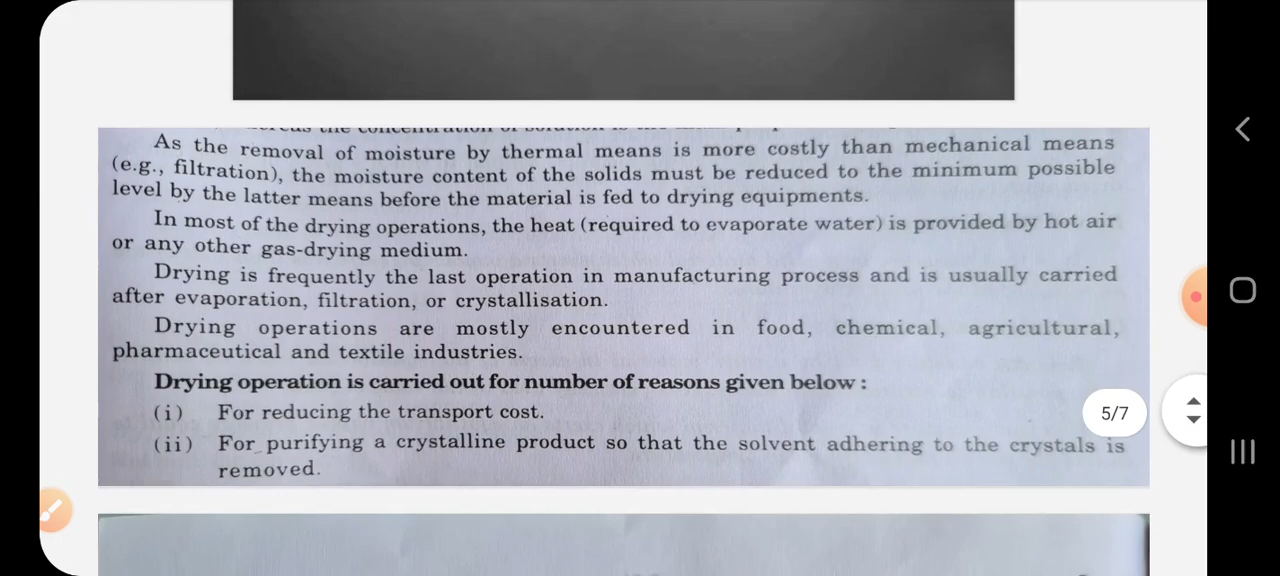 As the removal of moisture by thermal means is more costly than mechanical means
(e.g., filtration), the moisture content of the solids must be reduced to the minimum possible
level by the latter means before the material is fed to drying equipments.
In most of the drying operations, the heat (required to evaporate water) is provided by hot air
or any other gas-drying medium.
Drying is frequently the last operation in manufacturing process and is usually carried
after evaporation, filtration, or crystallisation.
Drying operations are mostly encountered in food, chemical, agricultural,
pharmaceutical and textile industries.
Drying operation is carried out for number of reasons given below :
(i) For reducing the transport cost.
5/7
(ii) For purifying a crystalline product so that the solvent adhering to the crystals is
removed.